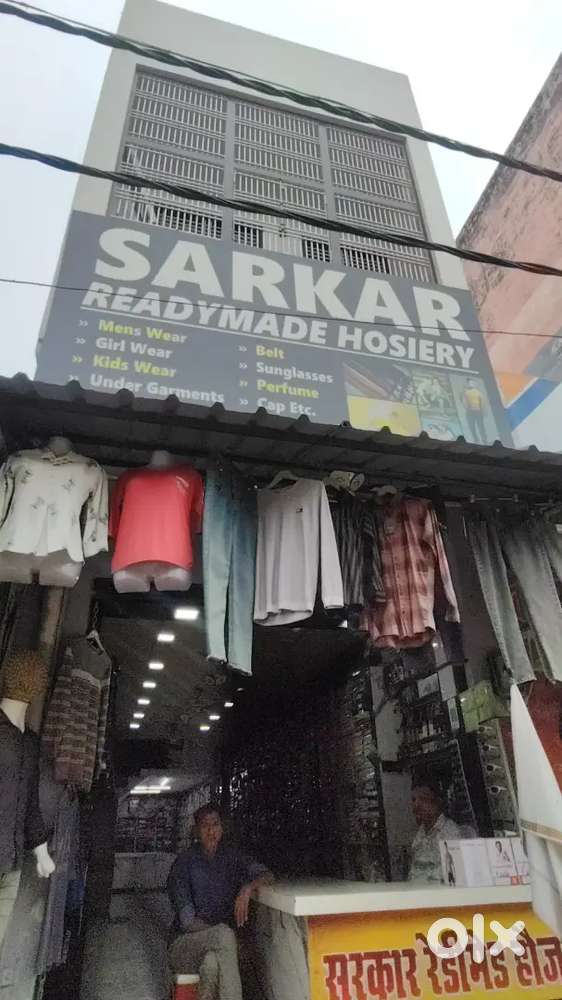 SARKAR
READYMADE HOSIERY
» Mens Wear
» Girl Wear
» Kids Wear
» Under Garments
» Belt
» Sunglasses
» Perfume
» Cap Etc.
सरकार रेडीमेड होज
OLX